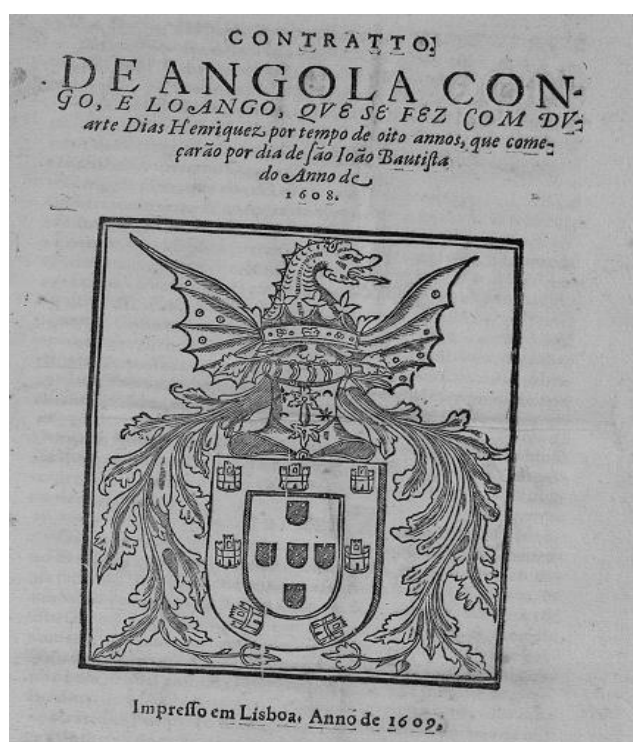 CONTRATTO
DE ANGOLA CON-
GO, E LOANGO, QVE SE FEZ COM DV-
arte Dias Henriquez, por tempo de oito annos, que come-
çarão por dia de ſão Ioão Bautiſta
do Anno de
1608.
Impreſſo em Lisboa. Anno de 1609.